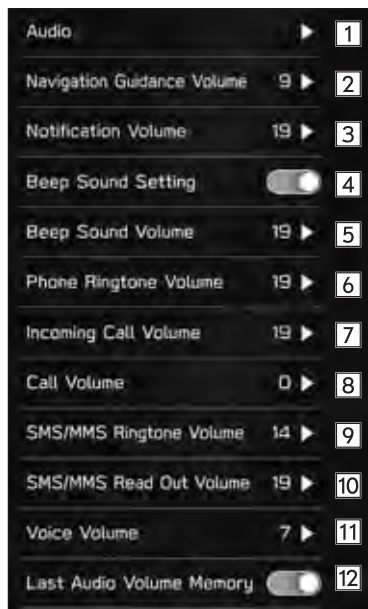 Audio 1
Navigation Guidance Volume 9 2
Notification Volume 19 3
Beep Sound Setting 4
Beep Sound Volume 19 5
Phone Ringtone Volume 19 6
Incoming Call Volume 19 7
Call Volume 0 8
SMS/MMS Ringtone Volume 14 9
SMS/MMS Read Out Volume 19 10
Voice Volume 7 11
Last Audio Volume Memory 12